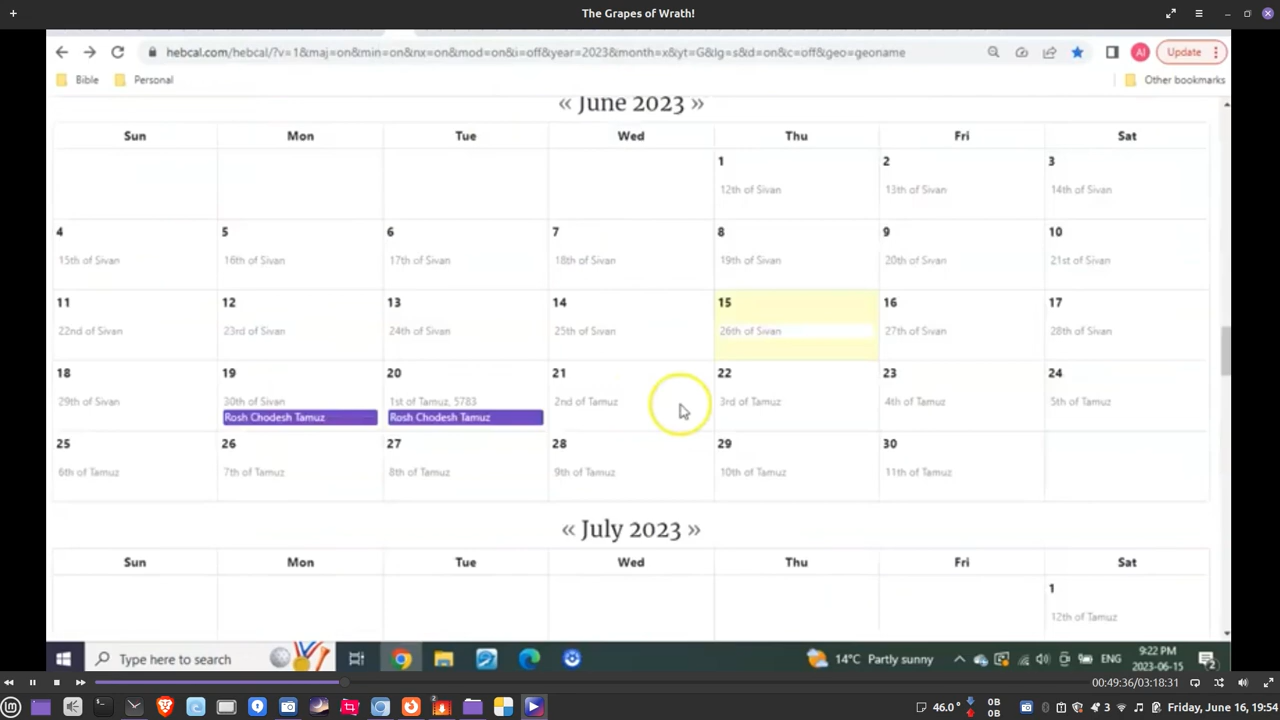 The Grapes of Wrath!
hebcal.com/hebcal/?v=1&maj=on&min=on&nx=on&mod=on&i=off&year=2023&month=x&yt=G&lg=s&d=on&c=off&geo=geoname
Update
Bible Personal Other bookmarks
« June 2023 »
Sun Mon Tue Wed Thu Fri Sat
1 2 3
12th of Sivan 13th of Sivan 14th of Sivan
4 5 6 7 8 9 10
15th of Sivan 16th of Sivan 17th of Sivan 18th of Sivan 19th of Sivan 20th of Sivan 21st of Sivan
11 12 13 14 15 16 17
22nd of Sivan 23rd of Sivan 24th of Sivan 25th of Sivan 26th of Sivan 27th of Sivan 28th of Sivan
18 19 20 21 22 23 24
29th of Sivan 30th of Sivan 1st of Tamuz, 5783 2nd of Tamuz 3rd of Tamuz 4th of Tamuz 5th of Tamuz
Rosh Chodesh Tamuz Rosh Chodesh Tamuz
25 26 27 28 29 30
6th of Tamuz 7th of Tamuz 8th of Tamuz 9th of Tamuz 10th of Tamuz 11th of Tamuz
« July 2023 »
Sun Mon Tue Wed Thu Fri Sat
1
12th of Tamuz
Type here to search 14°C Partly sunny ENG 9:22 PM
2023-06-15
00:49:36/03:18:31
46.0° 0B 0B 3 Friday, June 16, 19:54